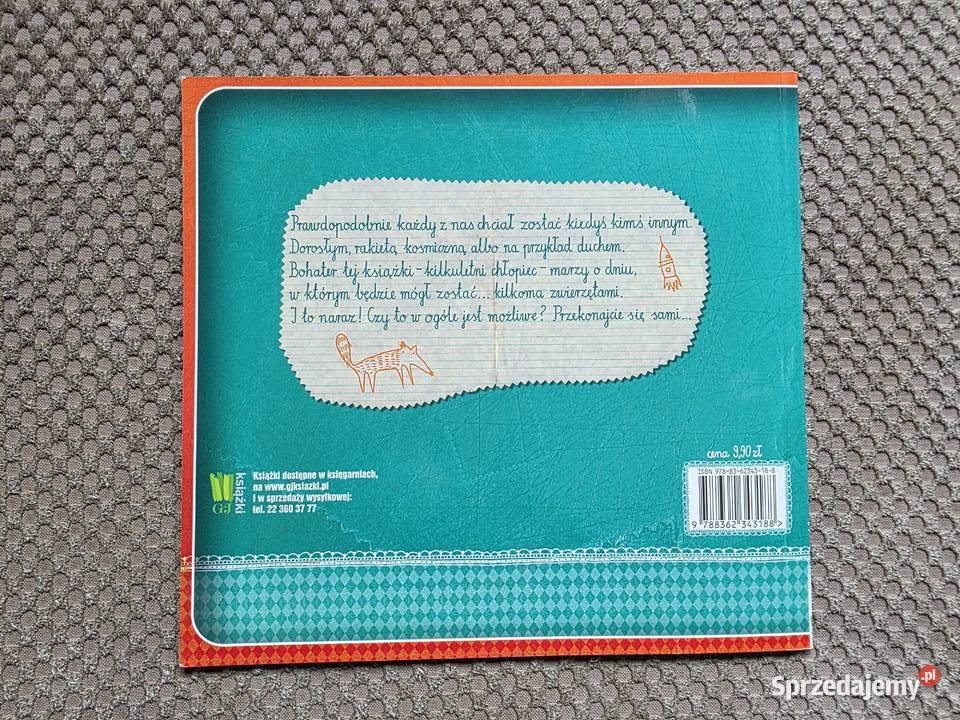 Prawdopodobnie każdy z nas chciał zostać kiedyś kimś innym.
Dorosłym, rakietą kosmiczną albo na przykład duchem.
Bohater tej książki - kilkuletni chłopiec - marzy o dniu,
w którym będzie mógł zostać... kilkoma zwierzętami.
I to naraz! Czy to w ogóle jest możliwe? Przekonajcie się sami...
cena 9,90 zł
ISBN 978-83-62343-18-8
9 788362 343188 >
G+J
książki
Książki dostępne w księgarniach,
na www.gjksiazki.pl
i w sprzedaży wysyłkowej:
tel. 22 360 37 77
Sprzedajemy.pl